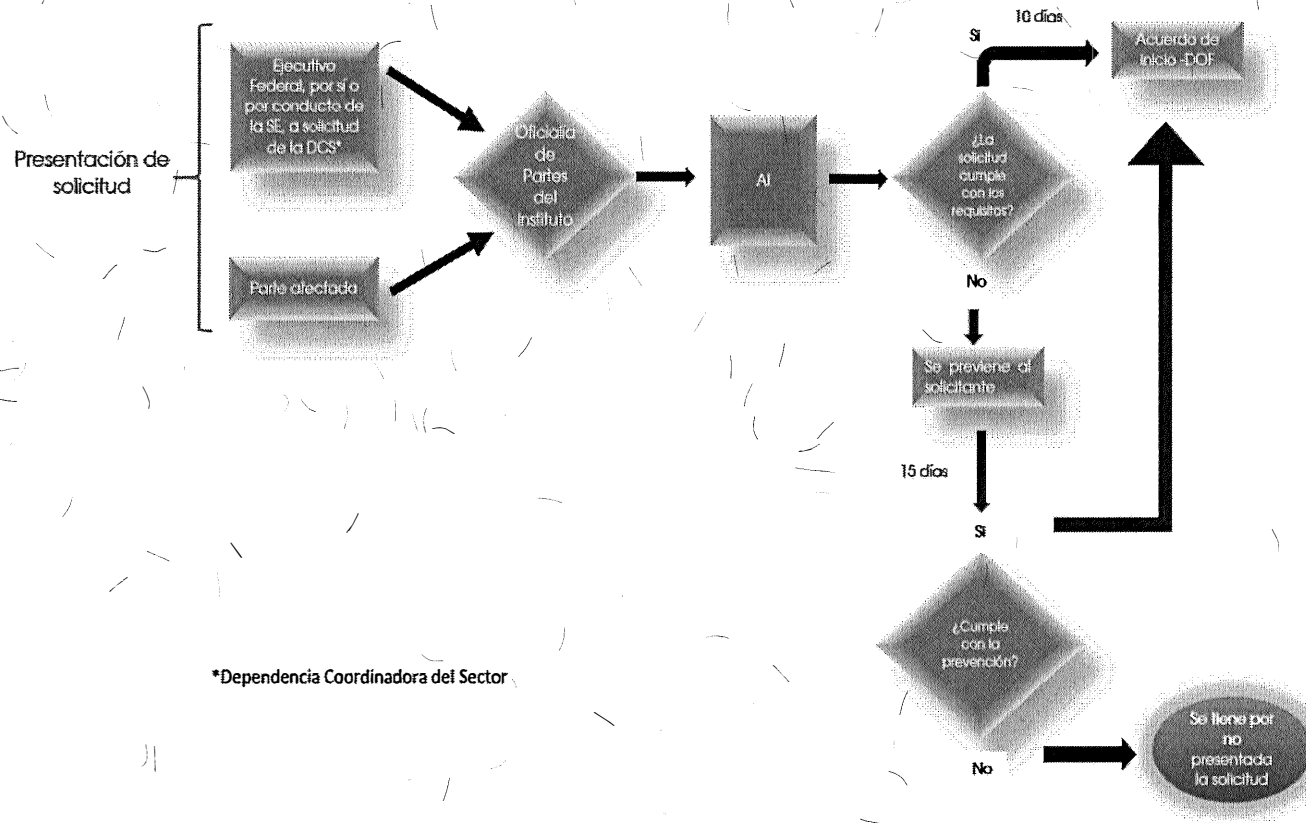 Presentación de
solicitud
Ejecutivo
Federal, por sí o
por conducto de
la SE, a solicitud
de la DCS*
Parte afectada
Oficialía
de
Partes
del
Instituto
AI
¿La
solicitud
cumple
con los
requisitos?
Si
10 días
Acuerdo de
Inicio -DOF
No
Se previene al
solicitante
15 días
Si
¿Cumple
con la
prevención?
No
Se tiene por
no
presentada
la solicitud
*Dependencia Coordinadora del Sector